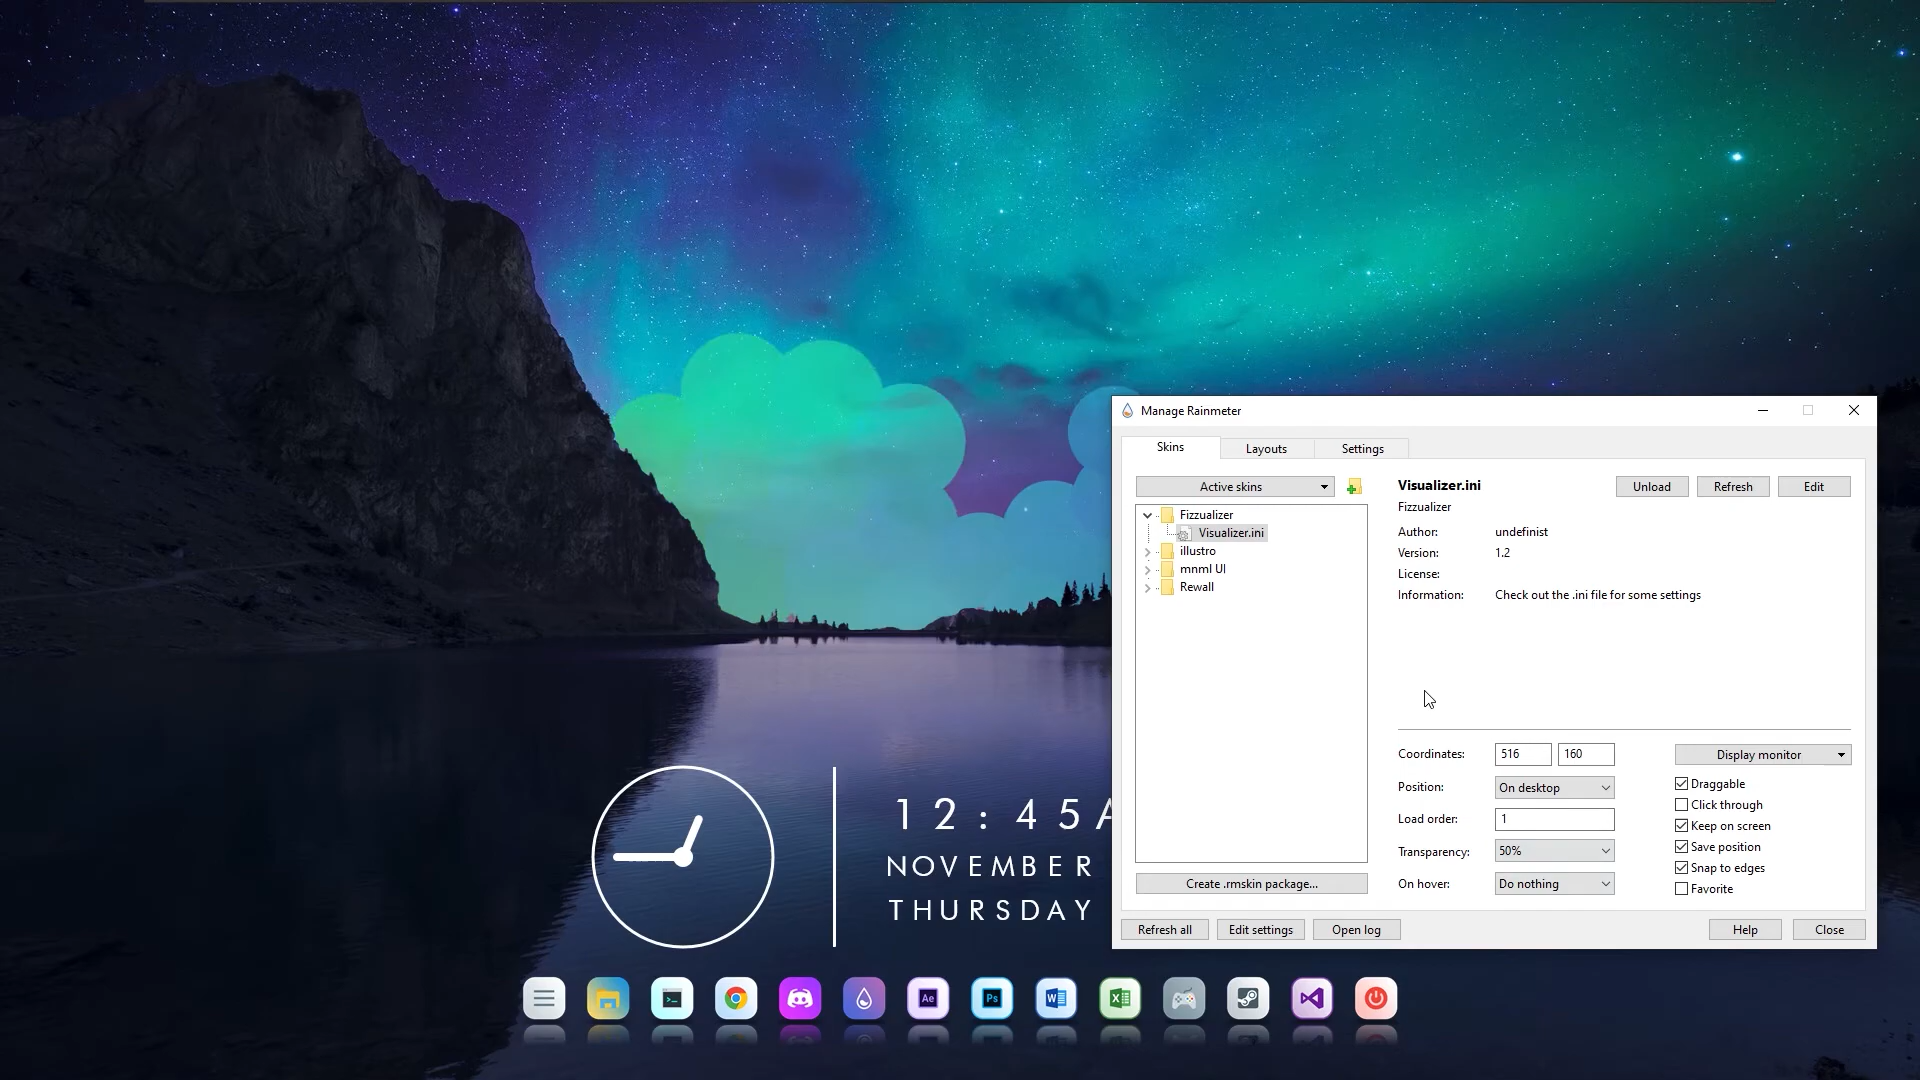 Manage Rainmeter
Skins
Layouts
Settings
Active skins
Fizzualizer
Visualizer.ini
illustro
mnml UI
Rewall
Create .rmskin package...
Visualizer.ini
Unload
Refresh
Edit
Fizzualizer
Author: undefinist
Version: 1.2
License:
Information: Check out the .ini file for some settings
Coordinates: 516 160
Position: On desktop
Load order: 1
Transparency: 50%
On hover: Do nothing
Display monitor
Draggable
Click through
Keep on screen
Save position
Snap to edges
Favorite
Refresh all
Edit settings
Open log
Help
Close
12:45A
NOVEMBER
THURSDAY
>_
Ae
Ps
W
X